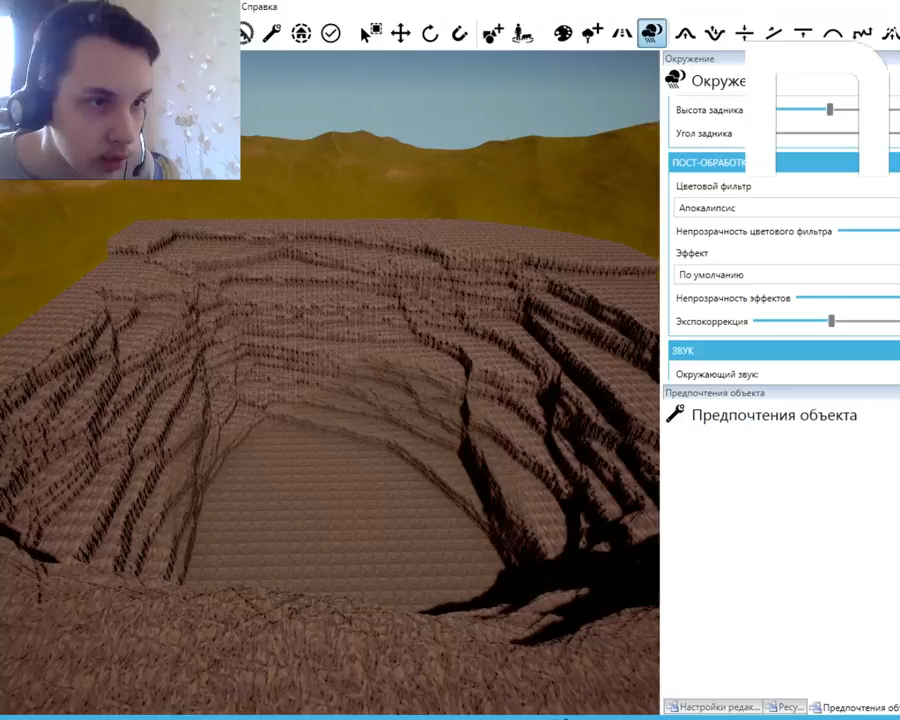 Справка
Окружение
Окруже
Высота задника
Угол задника
ПОСТ-ОБРАБОТК
Цветовой фильтр
Апокалипсис
Непрозрачность цветового фильтра
Эффект
По умолчанию
Непрозрачность эффектов
Экспокоррекция
ЗВУК
Окружающий звук:
Предпочтения объекта
Предпочтения объекта
Настройки редак...
Ресу...
Предпочтения об